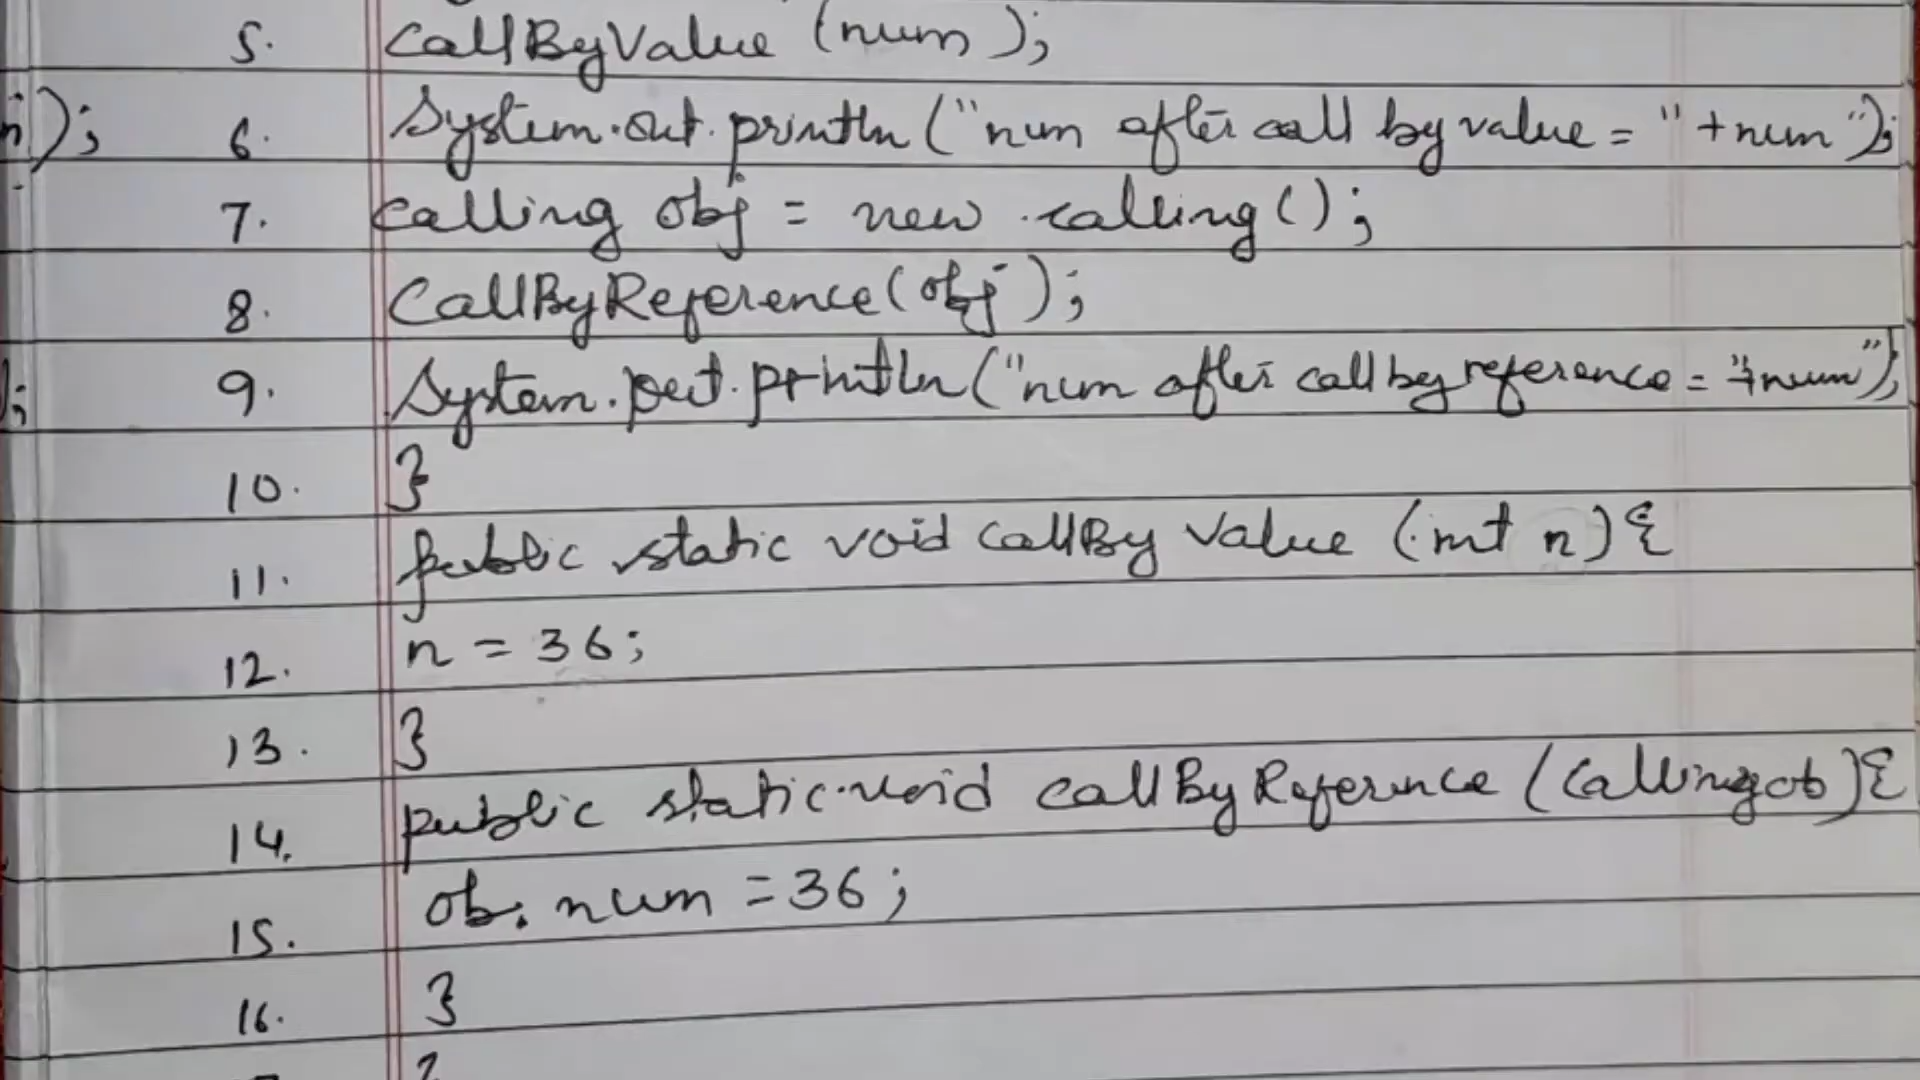 5. callByValue (num);
n);
6. System.out.println ("num after call by value = " +num");
7. calling obj = new calling();
8. CallByReference(obj);
9. System.out.println ("num after call by reference = "+num");
10. }
11. public static void callBy Value (int n){
12. n = 36;
13. }
14. public static void callByReference (Calling ob){
15. ob. num = 36;
16. }